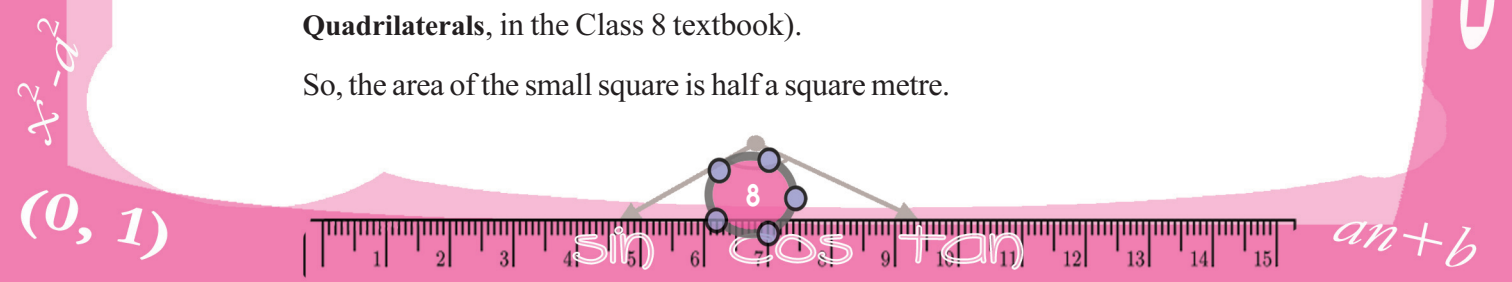 Quadrilaterals, in the Class 8 textbook).
So, the area of the small square is half a square metre.
x²-a²
(0, 1)
8
sin cos tan
1 2 3 4 5 6 7 8 9 10 11 12 13 14 15
an+b